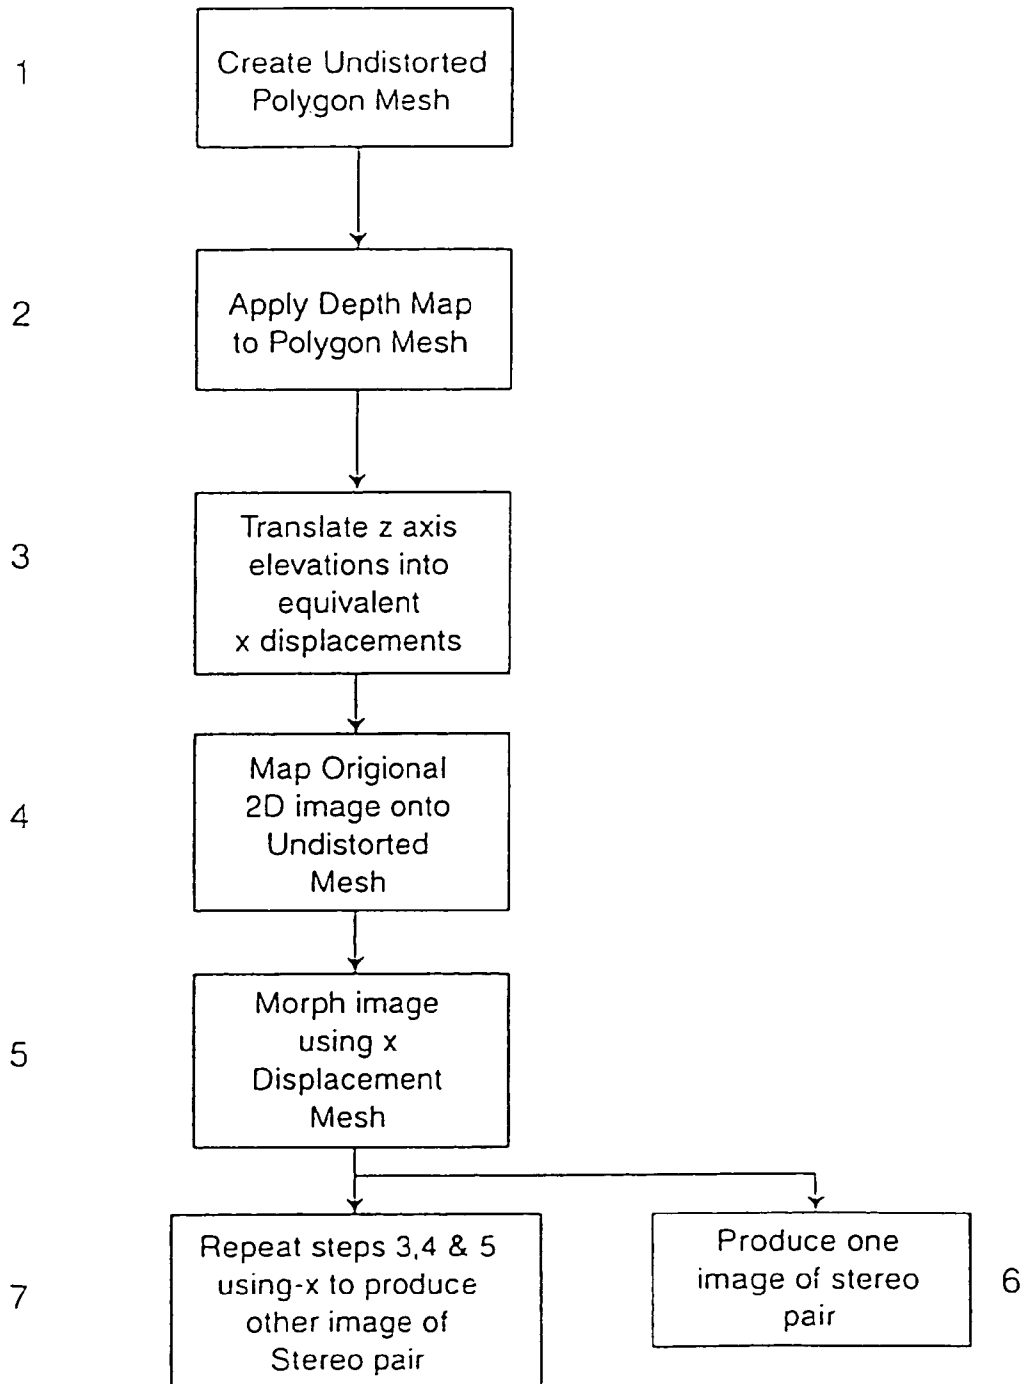 1
Create Undistorted
Polygon Mesh
2
Apply Depth Map
to Polygon Mesh
3
Translate z axis
elevations into
equivalent
x displacements
4
Map Origional
2D image onto
Undistorted
Mesh
5
Morph image
using x
Displacement
Mesh
7
Repeat steps 3,4 & 5
using-x to produce
other image of
Stereo pair
Produce one
image of stereo
pair
6